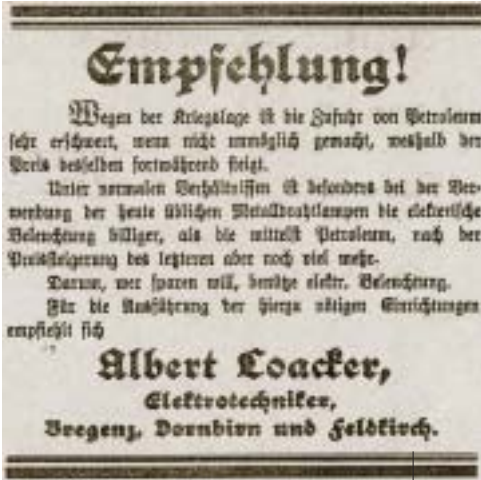 Empfehlung!
Wegen der Kriegslage ist die Zufuhr von Petroleum
sehr erschwert, wenn nicht unmöglich gemacht, weshalb der
Preis desselben fortwährend steigt.
Unter normalen Verhältnissen ist besonders bei der Ver-
wendung der heute üblichen Metalldrahtlampen die elektrische
Beleuchtung billiger, als die mittelst Petroleum, nach der
Preissteigerung des letzteren aber noch viel mehr.
Darum, wer sparen will, benütze elektr. Beleuchtung.
Für die Ausführung der hierzu nötigen Einrichtungen
empfiehlt sich
Albert Coacker,
Elektrotechniker,
Bregenz, Dornbirn und Feldkirch.